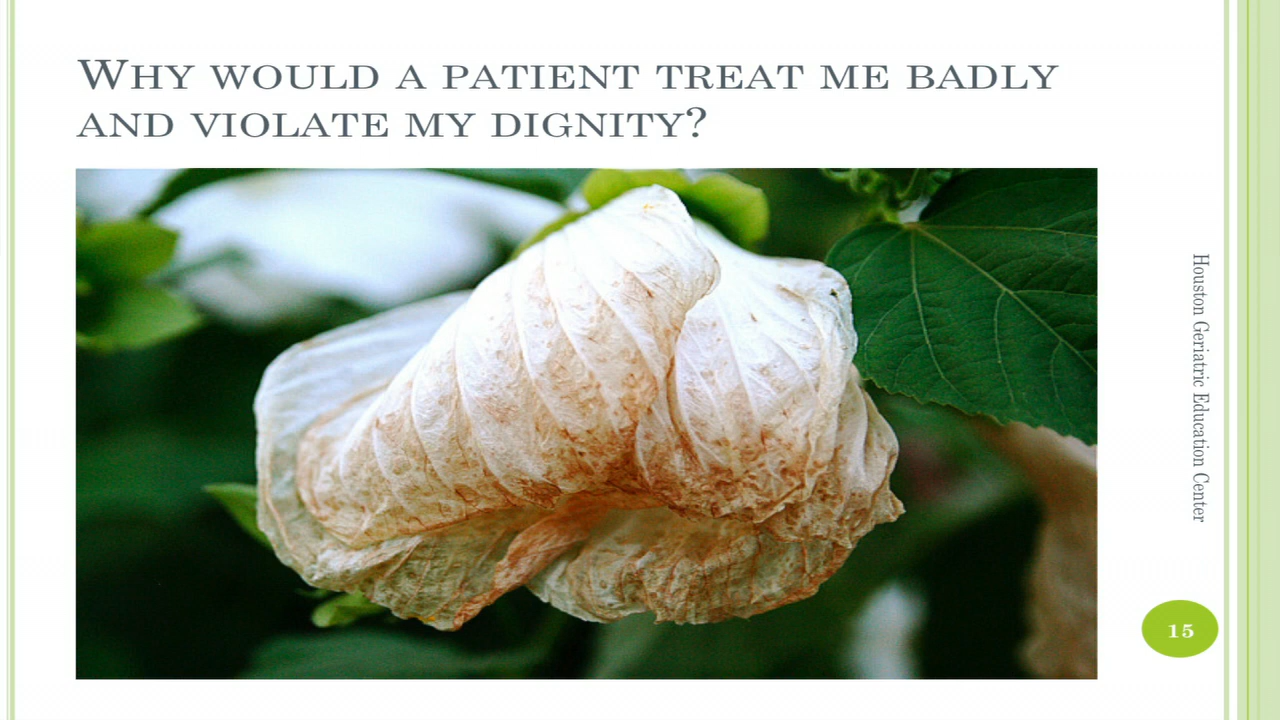 Why would a patient treat me badly
and violate my dignity?
Houston Geriatric Education Center
15